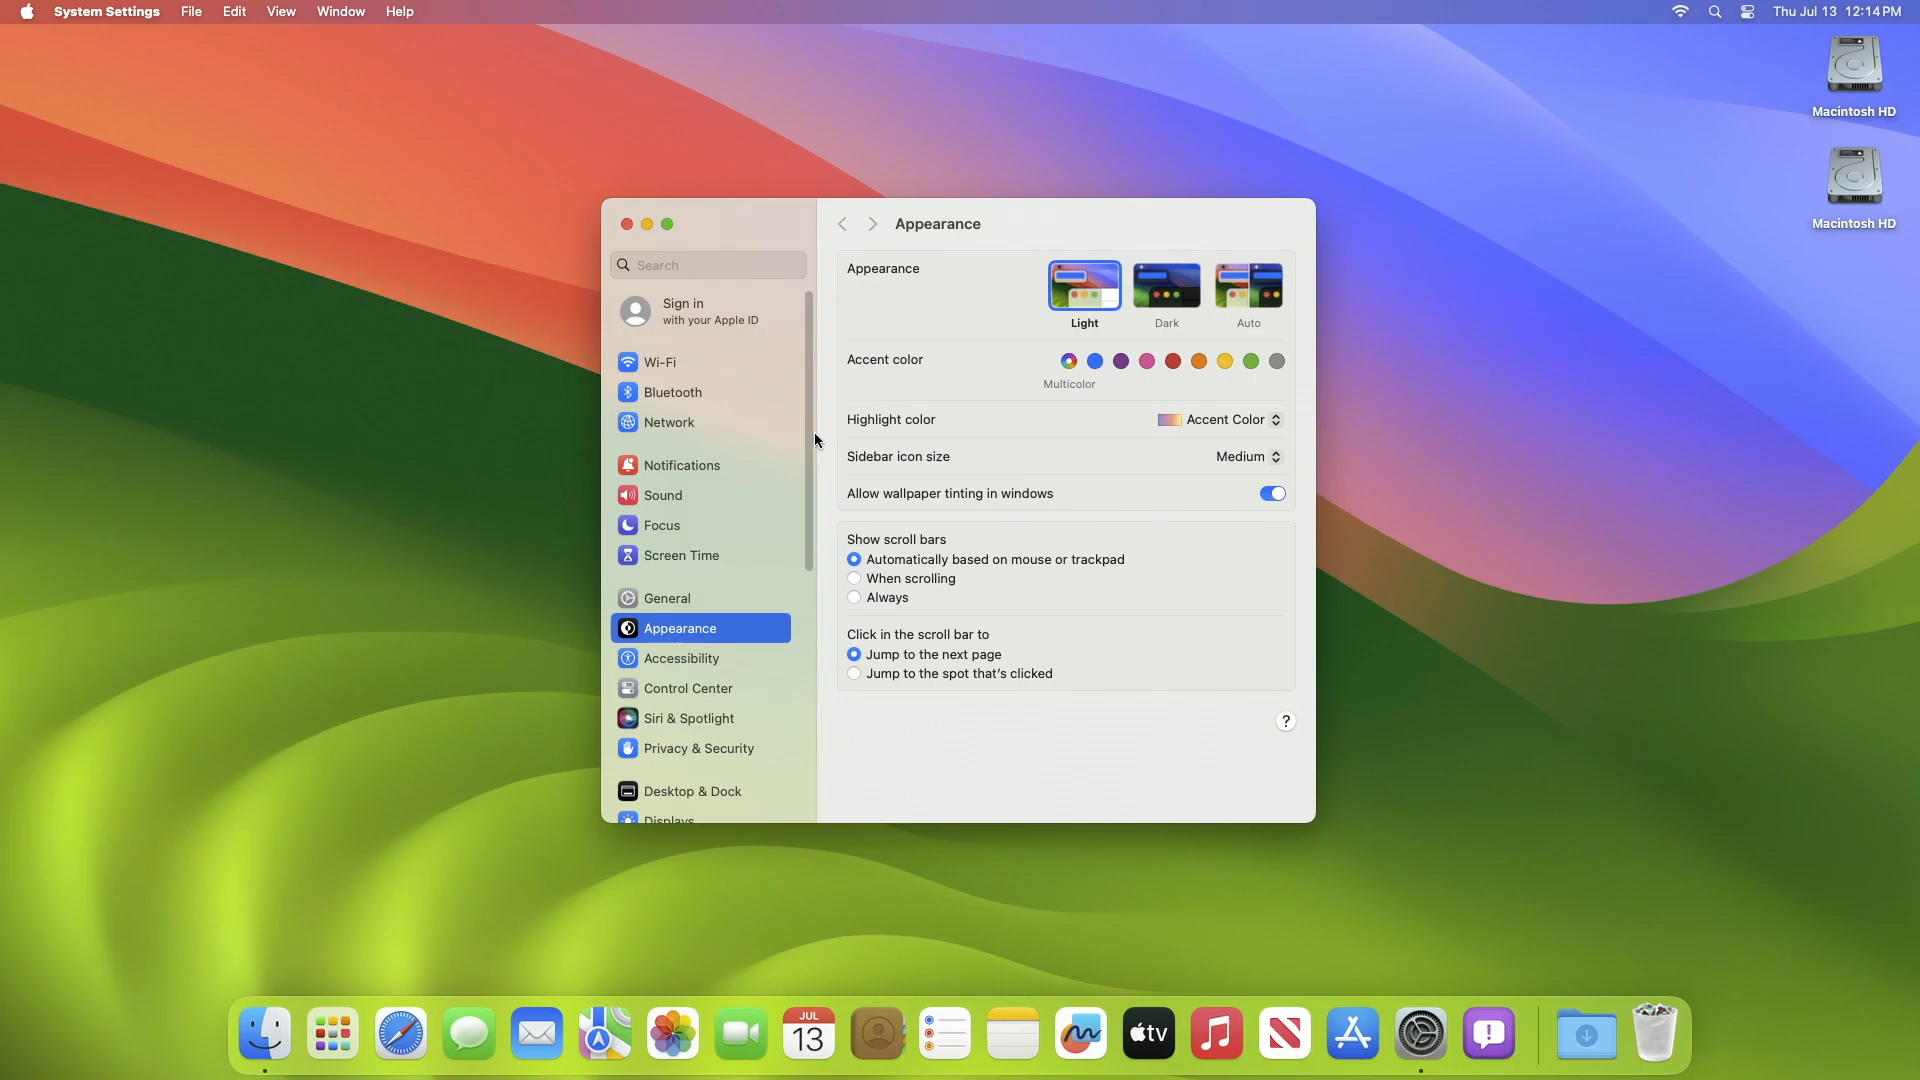 System Settings File Edit View Window Help Thu Jul 13 12:14 PM
Macintosh HD
Macintosh HD
Search
Sign in
with your Apple ID
Wi-Fi
Bluetooth
Network
Notifications
Sound
Focus
Screen Time
General
Appearance
Accessibility
Control Center
Siri & Spotlight
Privacy & Security
Desktop & Dock
Displays
Appearance
Appearance
Light Dark Auto
Accent color
Multicolor
Highlight color Accent Color
Sidebar icon size Medium
Allow wallpaper tinting in windows
Show scroll bars
Automatically based on mouse or trackpad
When scrolling
Always
Click in the scroll bar to
Jump to the next page
Jump to the spot that's clicked
?
JUL
13
tv